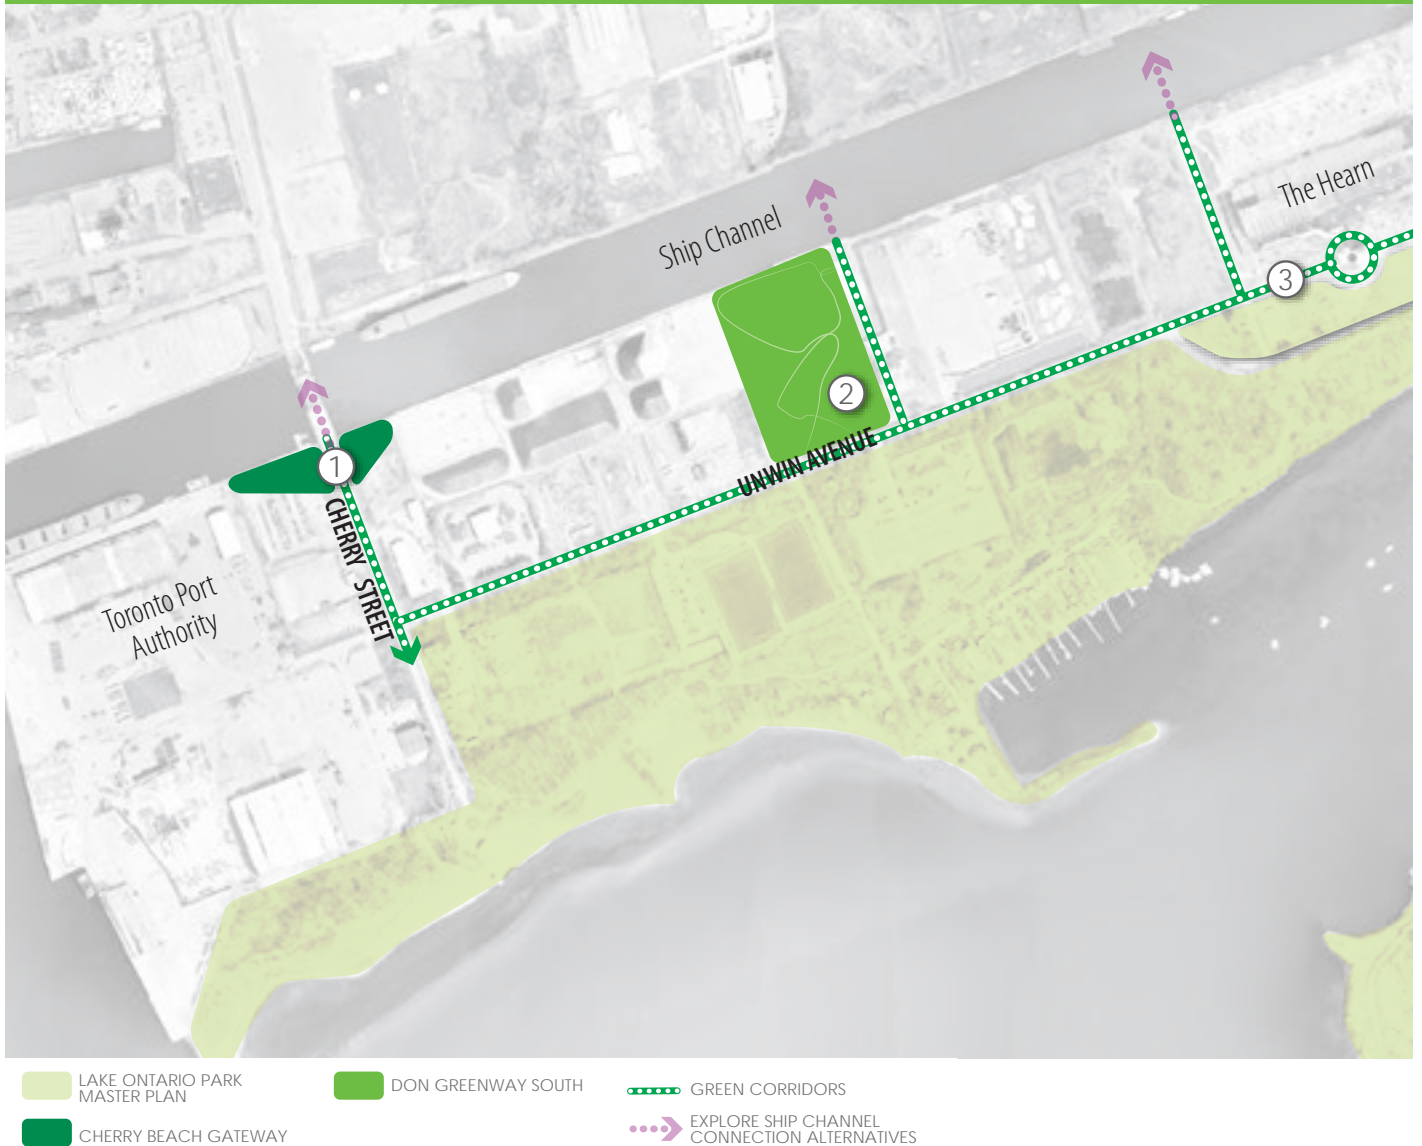 The Hearn
Ship Channel
3
2
UNWIN AVENUE
1
CHERRY STREET
Toronto Port
Authority
LAKE ONTARIO PARK
MASTER PLAN
DON GREENWAY SOUTH
GREEN CORRIDORS
CHERRY BEACH GATEWAY
EXPLORE SHIP CHANNEL
CONNECTION ALTERNATIVES